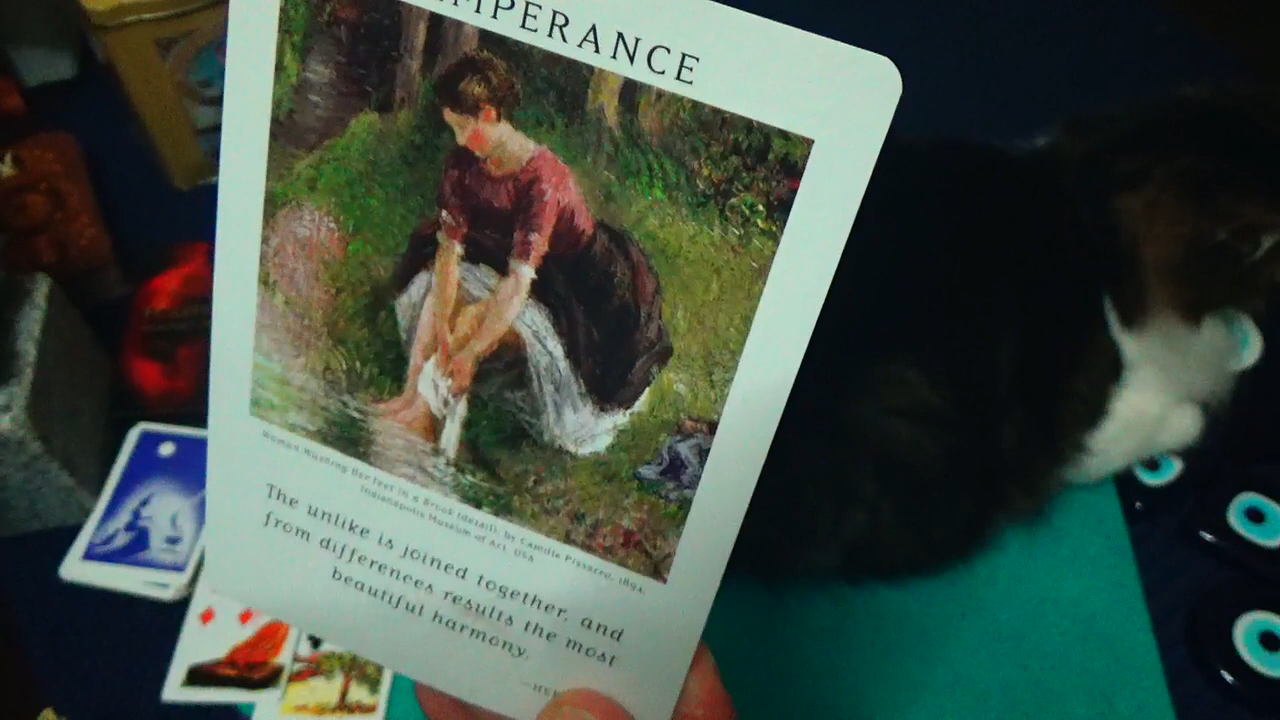 EMPERANCE
Woman Washing Her Feet in a Brook (detail), by Camille Pissarro, 1894,
Indianapolis Museum of Art, USA
The unlike is joined together, and
from differences results the most
beautiful harmony.